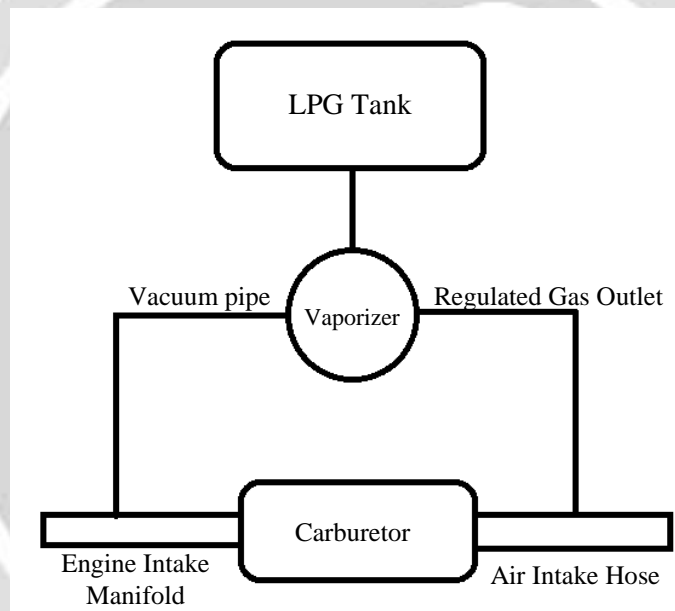 LPG Tank
Vacuum pipe
Regulated Gas Outlet
Vaporizer
Carburetor
Engine Intake
Manifold
Air Intake Hose